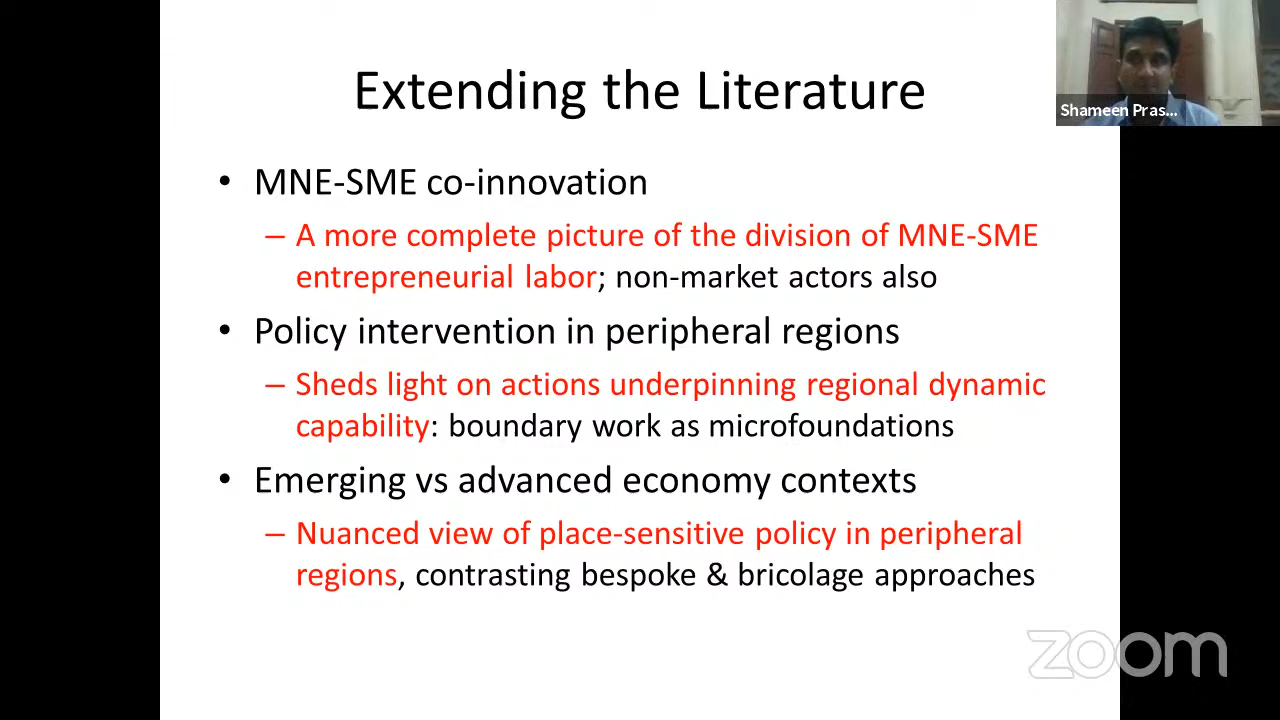 Extending the Literature
Shameen Pras...
• MNE-SME co-innovation
– A more complete picture of the division of MNE-SME
entrepreneurial labor; non-market actors also
• Policy intervention in peripheral regions
– Sheds light on actions underpinning regional dynamic
capability: boundary work as microfoundations
• Emerging vs advanced economy contexts
– Nuanced view of place-sensitive policy in peripheral
regions, contrasting bespoke & bricolage approaches
zoom